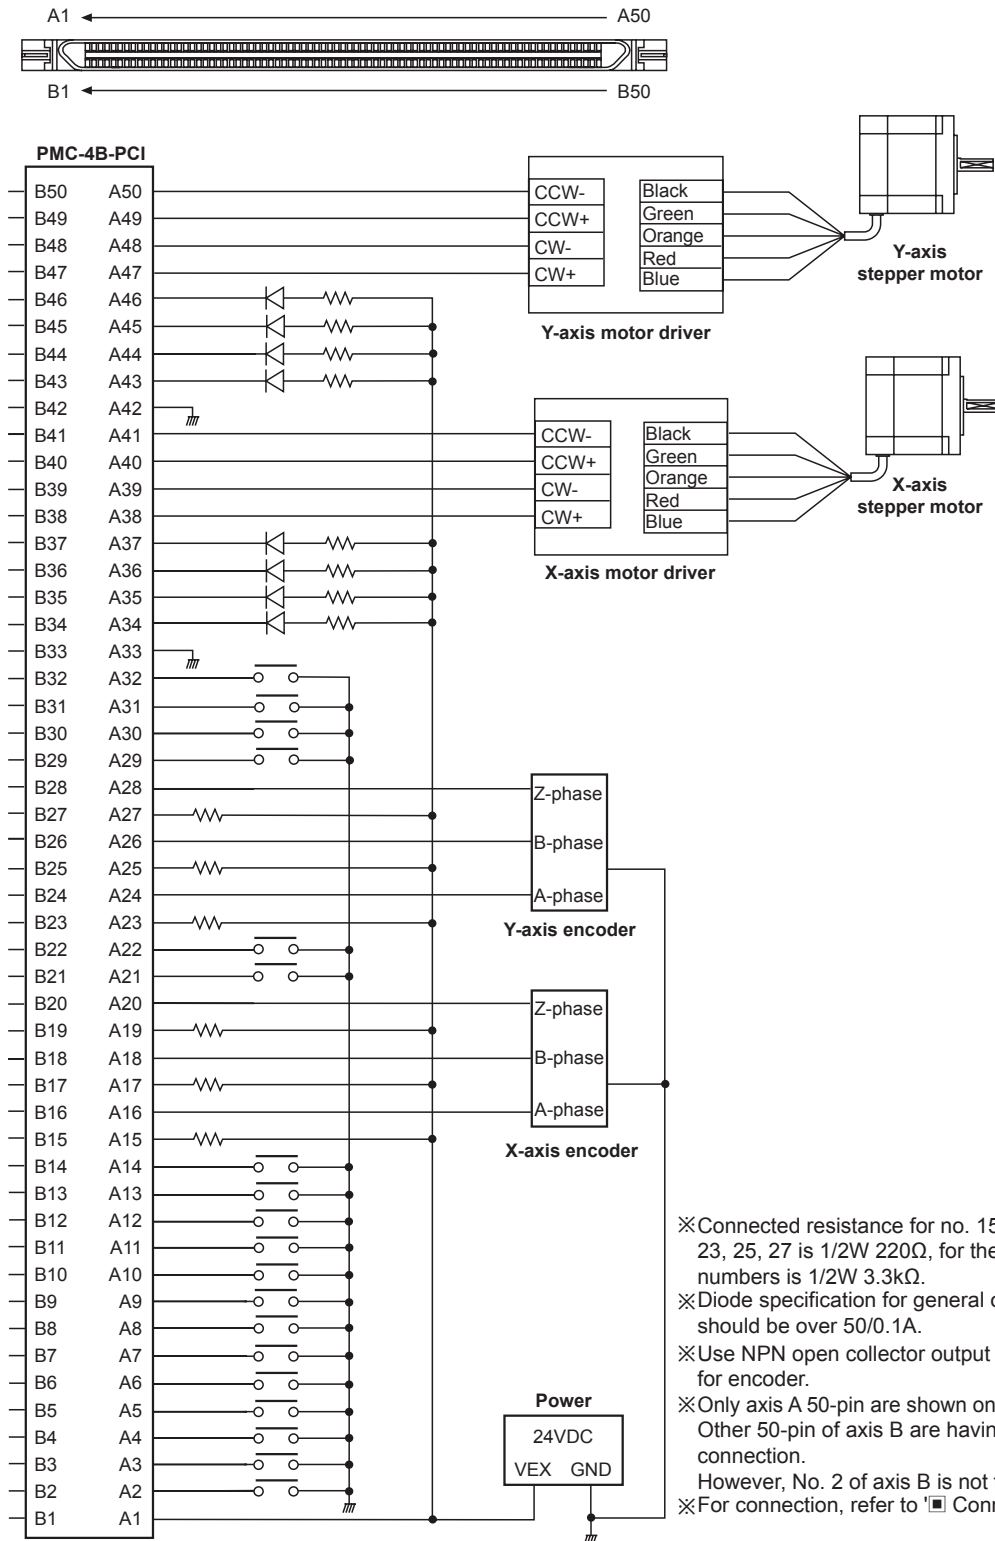 A1 A50
B1 B50
PMC-4B-PCI
B50 A50
B49 A49
B48 A48
B47 A47
B46 A46
B45 A45
B44 A44
B43 A43
B42 A42
B41 A41
B40 A40
B39 A39
B38 A38
B37 A37
B36 A36
B35 A35
B34 A34
B33 A33
B32 A32
B31 A31
B30 A30
B29 A29
B28 A28
B27 A27
B26 A26
B25 A25
B24 A24
B23 A23
B22 A22
B21 A21
B20 A20
B19 A19
B18 A18
B17 A17
B16 A16
B15 A15
B14 A14
B13 A13
B12 A12
B11 A11
B10 A10
B9 A9
B8 A8
B7 A7
B6 A6
B5 A5
B4 A4
B3 A3
B2 A2
B1 A1
CCW- Black
CCW+ Green
CW- Orange
CW+ Red
Blue
Y-axis motor driver
Y-axis
stepper motor
CCW- Black
CCW+ Green
CW- Orange
CW+ Red
Blue
X-axis motor driver
X-axis
stepper motor
Z-phase
B-phase
A-phase
Y-axis encoder
Z-phase
B-phase
A-phase
X-axis encoder
Power
24VDC
VEX GND
※Connected resistance for no. 15
23, 25, 27 is 1/2W 220Ω, for the
numbers is 1/2W 3.3kΩ.
※Diode specification for general
should be over 50/0.1A.
※Use NPN open collector output
for encoder.
※Only axis A 50-pin are shown on
Other 50-pin of axis B are
connection.
However, No. 2 of axis B is not
※For connection, refer to '▣